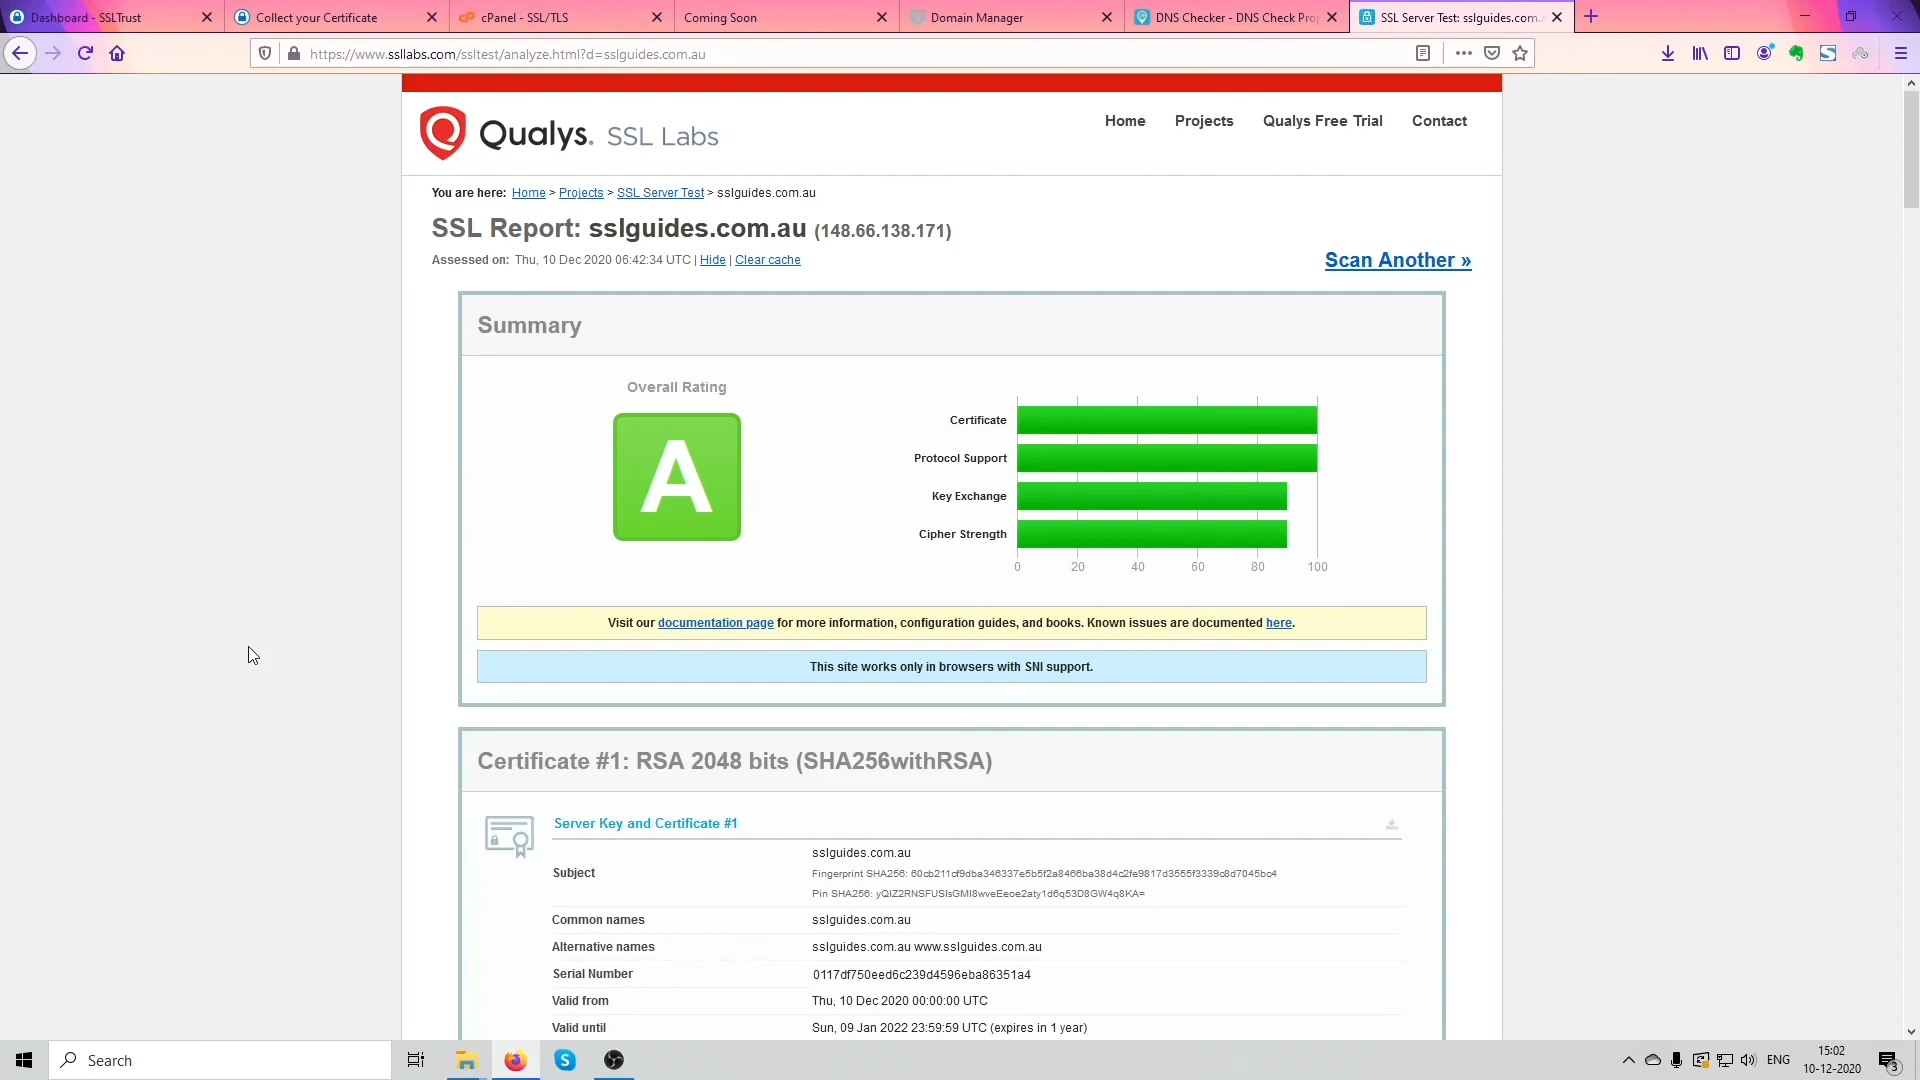 Dashboard - SSLTrust
Collect your Certificate
cPanel - SSL/TLS
Coming Soon
Domain Manager
DNS Checker - DNS Check Pro
SSL Server Test: sslguides.com.
https://www.ssllabs.com/ssltest/analyze.html?d=sslguides.com.au
Qualys. SSL Labs
Home Projects Qualys Free Trial Contact
You are here: Home > Projects > SSL Server Test > sslguides.com.au
SSL Report: sslguides.com.au (148.66.138.171)
Assessed on: Thu, 10 Dec 2020 06:42:34 UTC | Hide | Clear cache
Scan Another »
Summary
Overall Rating
A
Certificate
Protocol Support
Key Exchange
Cipher Strength
0 20 40 60 80 100
Visit our documentation page for more information, configuration guides, and books. Known issues are documented here.
This site works only in browsers with SNI support.
Certificate #1: RSA 2048 bits (SHA256withRSA)
Server Key and Certificate #1
Subject
sslguides.com.au
Fingerprint SHA256: 60cb211cf9dba346337e5b5f2a8466ba38d4c2fe9817d3555f3339c8d7045bc4
Pin SHA256:
Common names sslguides.com.au
Alternative names sslguides.com.au www.sslguides.com.au
Serial Number 0117df750eed6c239d4596eba86351a4
Valid from Thu, 10 Dec 2020 00:00:00 UTC
Valid until Sun, 09 Jan 2022 23:59:59 UTC (expires in 1 year)
Search
ENG
15:02
10-12-2020
3